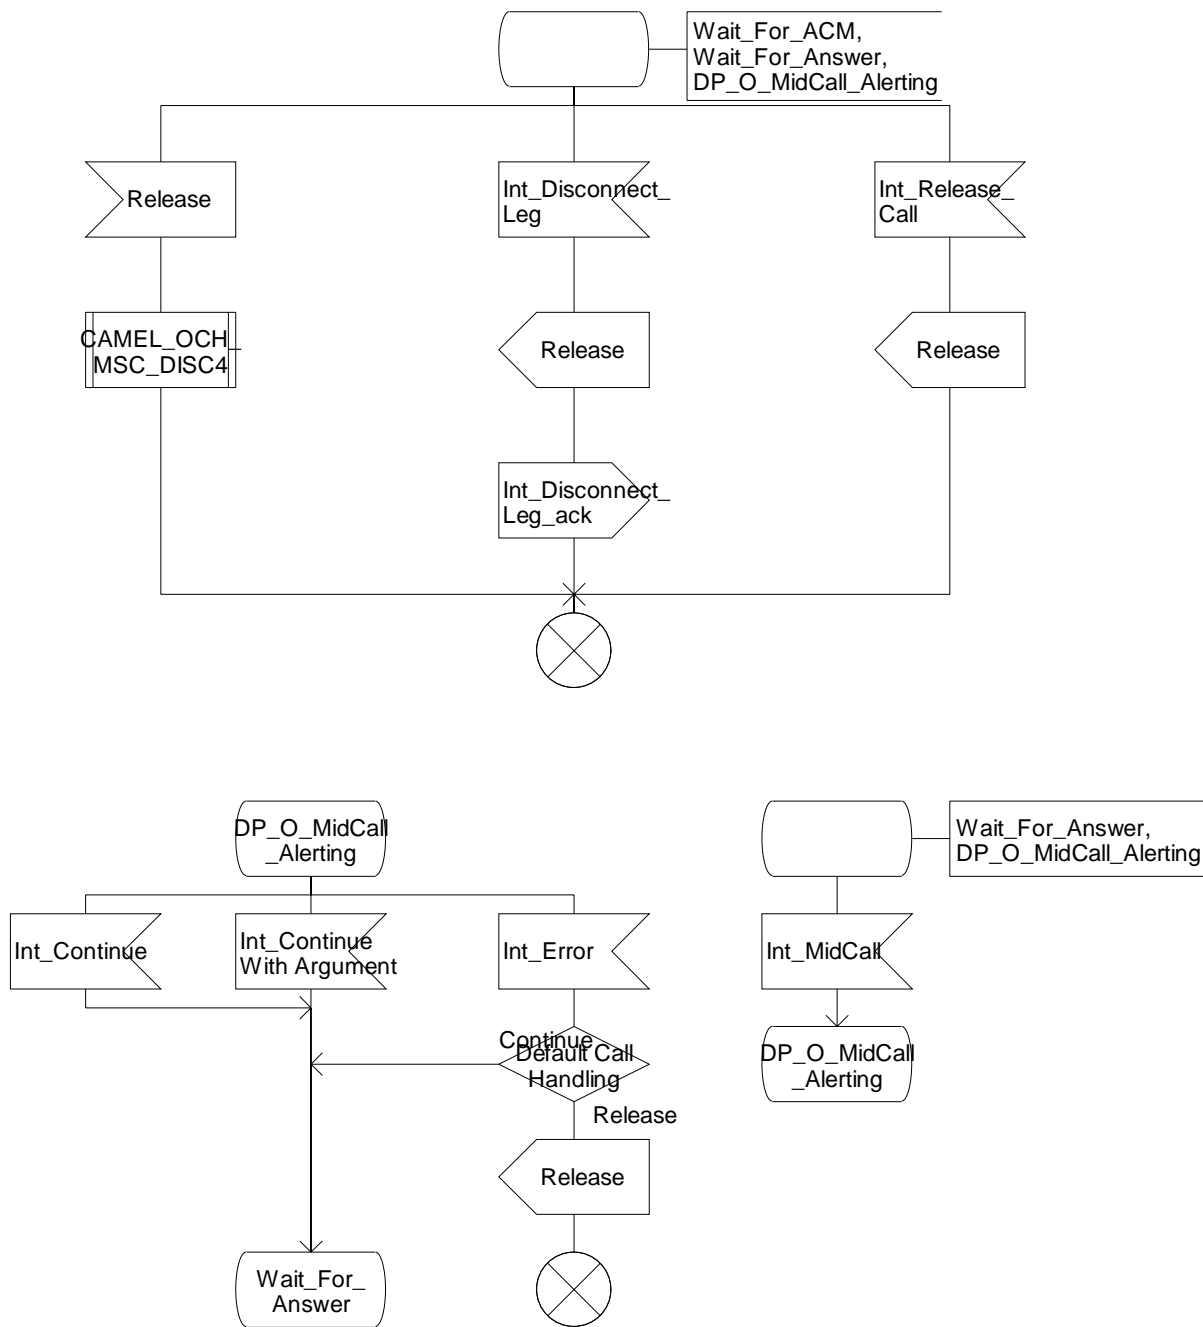 Wait_For_ACM,
Wait_For_Answer,
DP_O_MidCall_Alerting
Release
Int_Disconnect_
Leg
Int_Release_
Call
CAMEL_OCH_
MSC_DISC4
Release
Release
Int_Disconnect_
Leg_ack
DP_O_MidCall
_Alerting
Wait_For_Answer,
DP_O_MidCall_Alerting
Int_Continue
Int_Continue
With Argument
Int_Error
Int_MidCall
Continue
Default Call
Handling
DP_O_MidCall
_Alerting
Release
Release
Wait_For_
Answer